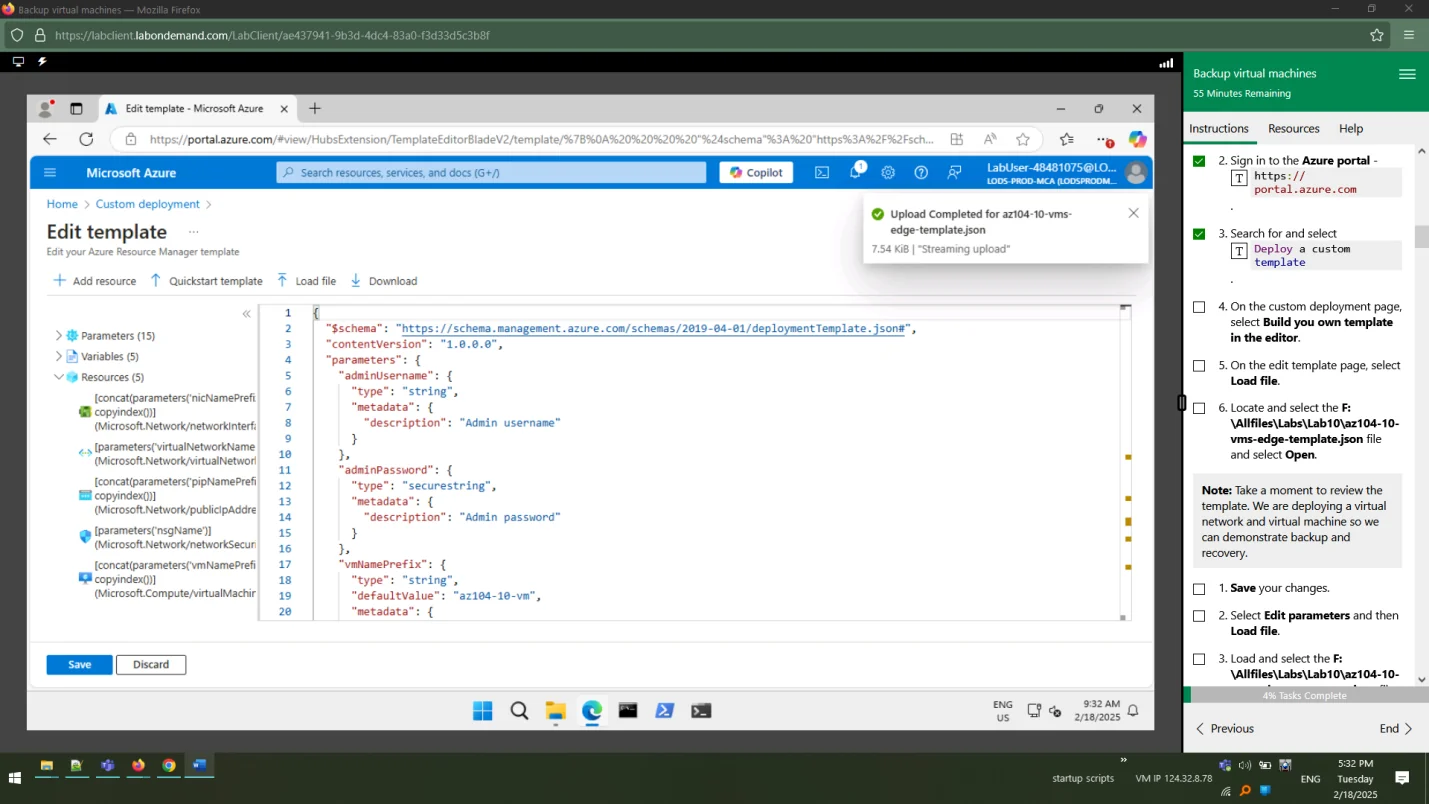 Backup virtual machines — Mozilla Firefox
https://labclient.labondemand.com/LabClient/ae437941-9b3d-4dc4-83a0-f3d33d5c3b8f
Edit template - Microsoft Azure
https://portal.azure.com/#view/HubsExtension/TemplateEditorBladeV2/template/%7B%0A%20%20%20%20"%24schema"%3A%20"https%3A%2F%2Fsch...
Microsoft Azure
Search resources, services, and docs (G+/)
Copilot
1
LabUser-48481075@LO...
LODS-PROD-MCA (LODSPRODM...
Home > Custom deployment >
Edit template ...
Edit your Azure Resource Manager template
Upload Completed for az104-10-vms-
edge-template.json
7.54 KiB | "Streaming upload"
Add resource
Quickstart template
Load file
Download
Parameters (15)
Variables (5)
Resources (5)
[concat(parameters('nicNamePrefi
copyindex())]
(Microsoft.Network/networkInterf
[parameters('virtualNetworkName
(Microsoft.Network/virtualNetwor
[concat(parameters('pipNamePrefi
copyindex())]
(Microsoft.Network/publicIpAddre
[parameters('nsgName')]
(Microsoft.Network/networkSecur
[concat(parameters('vmNamePrefi
copyindex())]
(Microsoft.Compute/virtualMachin
1 {
2 "$schema": "https://schema.management.azure.com/schemas/2019-04-01/deploymentTemplate.json#",
3 "contentVersion": "1.0.0.0",
4 "parameters": {
5 "adminUsername": {
6 "type": "string",
7 "metadata": {
8 "description": "Admin username"
9 }
10 },
11 "adminPassword": {
12 "type": "securestring",
13 "metadata": {
14 "description": "Admin password"
15 }
16 },
17 "vmNamePrefix": {
18 "type": "string",
19 "defaultValue": "az104-10-vm",
20 "metadata": {
Save
Discard
ENG
US
9:32 AM
2/18/2025
Backup virtual machines
55 Minutes Remaining
Instructions
Resources
Help
2. Sign in to the Azure portal -
T https://
portal.azure.com
.
3. Search for and select
T Deploy a custom
template
.
4. On the custom deployment page,
select Build you own template
in the editor.
5. On the edit template page, select
Load file.
6. Locate and select the F:
\Allfiles\Labs\Lab10\az104-10-
vms-edge-template.json file
and select Open.
Note: Take a moment to review the
template. We are deploying a virtual
network and virtual machine so we
can demonstrate backup and
recovery.
1. Save your changes.
2. Select Edit parameters and then
Load file.
3. Load and select the F:
\Allfiles\Labs\Lab10\az104-10-
4% Tasks Complete
Previous
End
startup scripts
»
VM IP 124.32.8.78
ENG
5:32 PM
Tuesday
2/18/2025